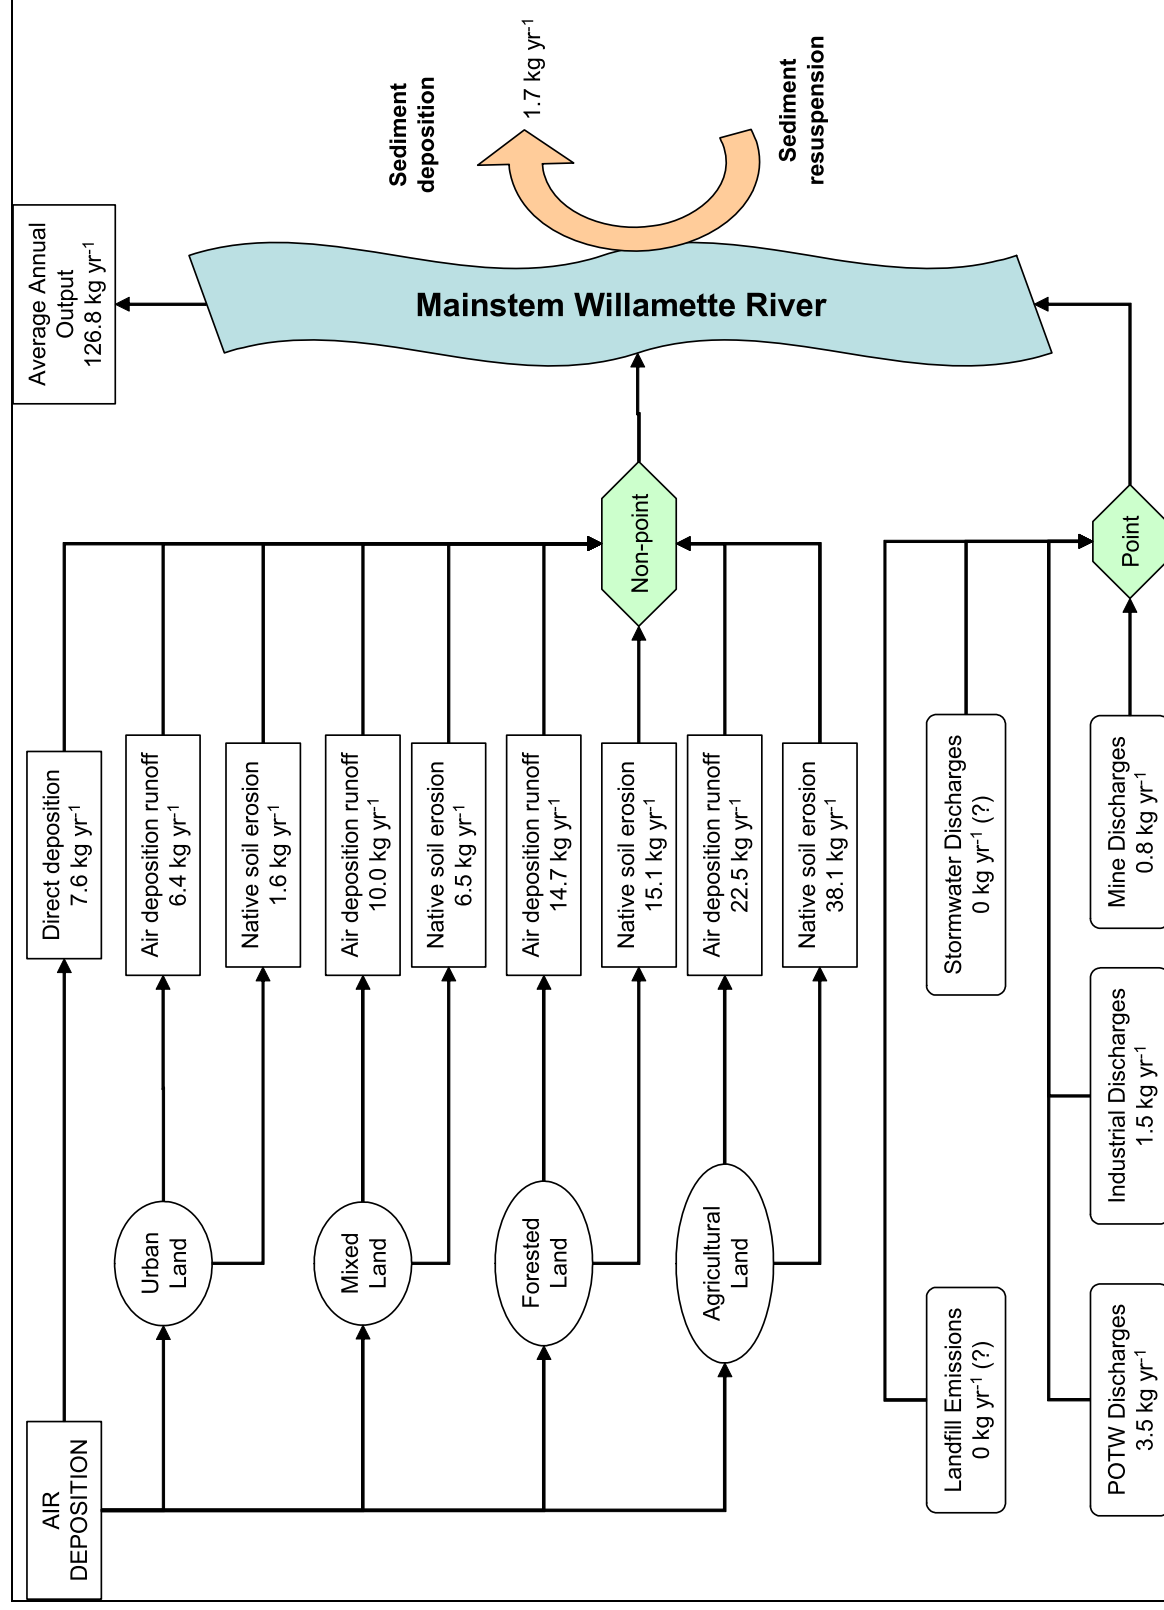 AIR
DEPOSITION
Direct deposition
7.6 kg yr⁻¹
Urban
Land
Air deposition runoff
6.4 kg yr⁻¹
Native soil erosion
1.6 kg yr⁻¹
Mixed
Land
Air deposition runoff
10.0 kg yr⁻¹
Native soil erosion
6.5 kg yr⁻¹
Forested
Land
Air deposition runoff
14.7 kg yr⁻¹
Native soil erosion
15.1 kg yr⁻¹
Agricultural
Land
Air deposition runoff
22.5 kg yr⁻¹
Native soil erosion
38.1 kg yr⁻¹
Non-point
Landfill Emissions
0 kg yr⁻¹ (?)
Stormwater Discharges
0 kg yr⁻¹ (?)
POTW Discharges
3.5 kg yr⁻¹
Industrial Discharges
1.5 kg yr⁻¹
Mine Discharges
0.8 kg yr⁻¹
Point
Mainstem Willamette River
Average Annual
Output
126.8 kg yr⁻¹
Sediment
deposition
1.7 kg yr⁻¹
Sediment
resuspension